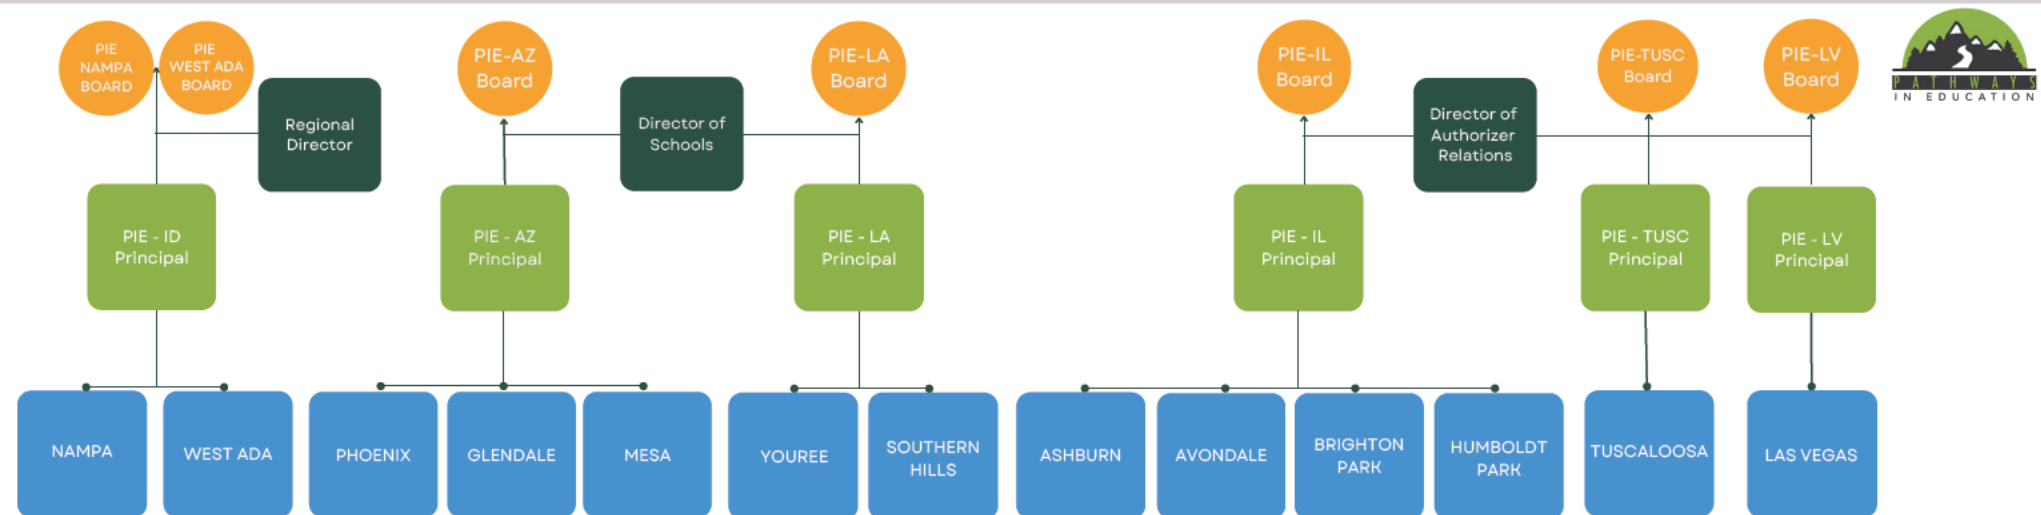 PIE
NAMPA
BOARD
PIE
WEST ADA
BOARD
PIE-AZ
Board
PIE-LA
Board
PIE-IL
Board
PIE-TUSC
Board
PIE-LV
Board
PATHWAYS
IN EDUCATION
Regional
Director
Director of
Schools
Director of
Authorizer
Relations
PIE - ID
Principal
PIE - AZ
Principal
PIE - LA
Principal
PIE - IL
Principal
PIE - TUSC
Principal
PIE - LV
Principal
NAMPA
WEST ADA
PHOENIX
GLENDALE
MESA
YOUREE
SOUTHERN
HILLS
ASHBURN
AVONDALE
BRIGHTON
PARK
HUMBOLDT
PARK
TUSCALOOSA
LAS VEGAS